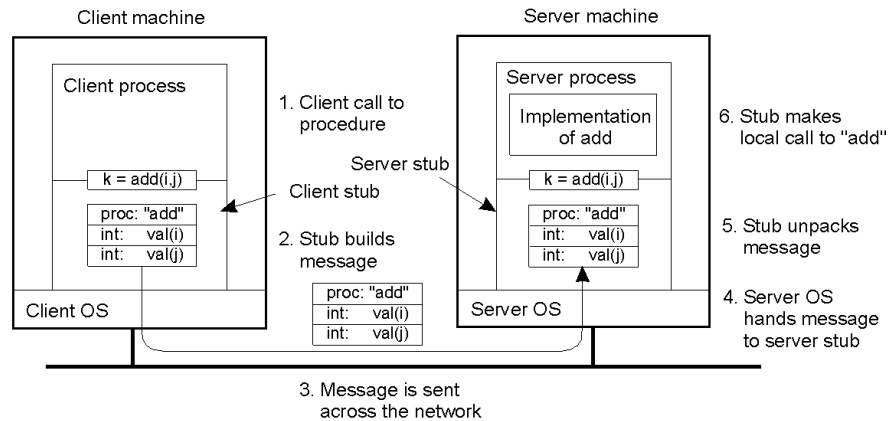 Client machine
Server machine
Client process
1. Client call to
procedure
Server process
Implementation
of add
6. Stub makes
local call to "add"
Server stub
k = add(i,j)
k = add(i,j)
Client stub
proc: "add"
int: val(i)
int: val(j)
2. Stub builds
message
proc: "add"
int: val(i)
int: val(j)
5. Stub unpacks
message
proc: "add"
int: val(i)
int: val(j)
Client OS
Server OS
4. Server OS
hands message
to server stub
3. Message is sent
across the network